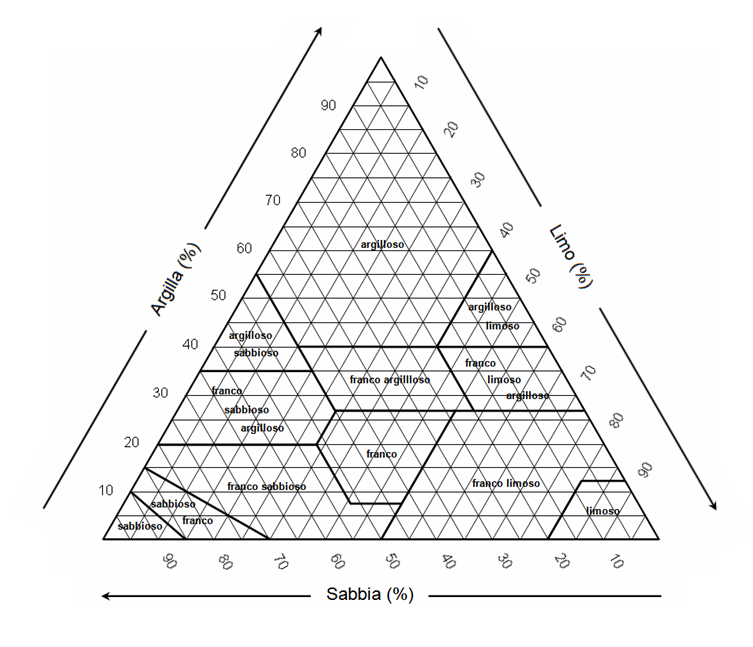 10
90
20
80
30
70
40
argilloso
60
Argilla (%)
Limo (%)
50
50
argilloso
limoso
60
argilloso
sabbioso
40
franco
70
franco argillloso
limoso
franco
argilloso
30
sabbioso
80
argilloso
20
franco
90
franco sabbioso
franco limoso
10
sabbioso
limoso
franco
sabbioso
90
80
70
60
50
40
30
20
10
Sabbia (%)